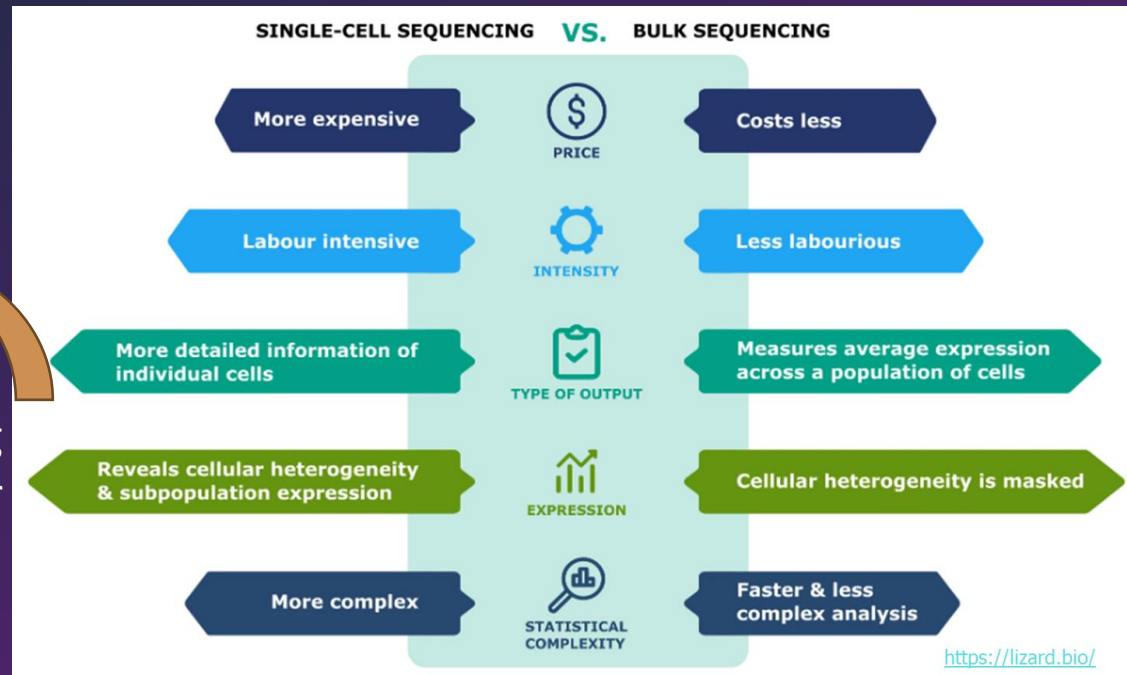 SINGLE-CELL SEQUENCING VS. BULK SEQUENCING
More expensive
PRICE
Costs less
Labour intensive
INTENSITY
Less labourious
More detailed information of
individual cells
TYPE OF OUTPUT
Measures average expression
across a population of cells
Reveals cellular heterogeneity
& subpopulation expression
EXPRESSION
Cellular heterogeneity is masked
More complex
STATISTICAL
COMPLEXITY
Faster & less
complex analysis
https://lizard.bio/